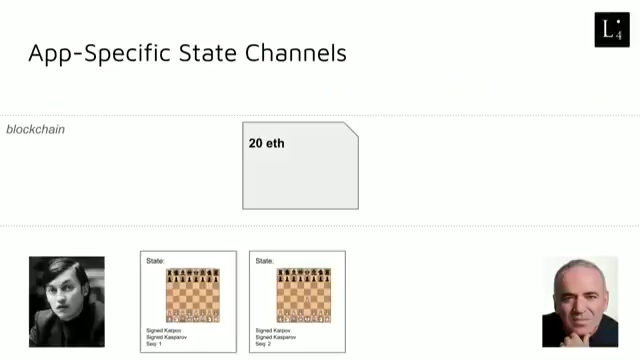 L4
App-Specific State Channels
blockchain
20 eth
State:
Signed Karpov
Signed Kasparov
Seq: 1
State.
Signed Karpov
Signed Kasparov
Seq: 2